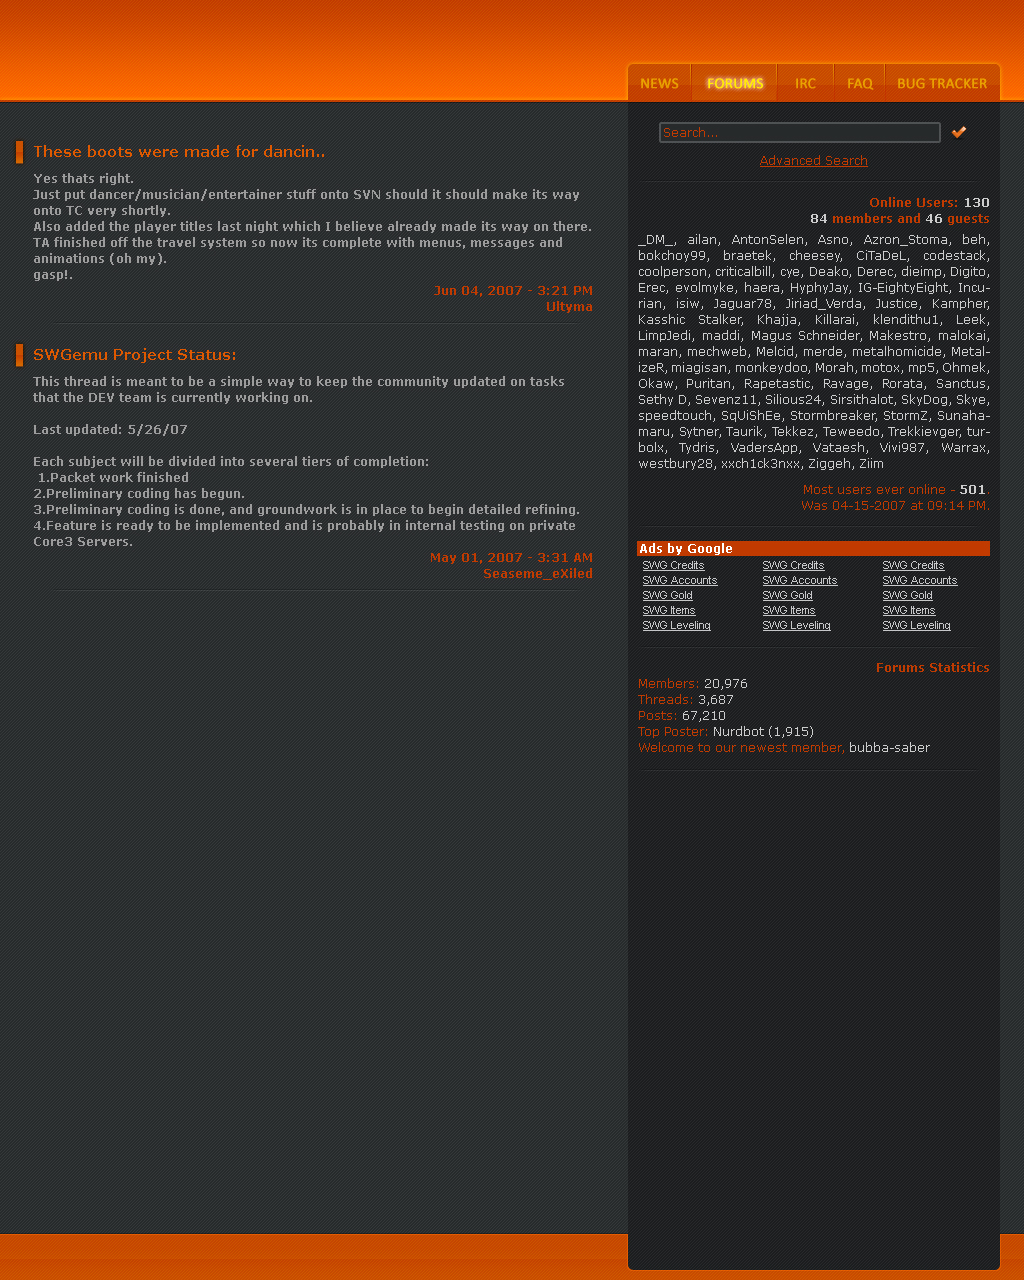 NEWS FORUMS IRC FAQ BUG TRACKER
Search...
Advanced Search
These boots were made for dancin..
Yes thats right.
Just put dancer/musician/entertainer stuff onto SVN should it should make its way
onto TC very shortly.
Also added the player titles last night which I believe already made its way on there.
TA finished off the travel system so now its complete with menus, messages and
animations (oh my).
gasp!.
Jun 04, 2007 - 3:21 PM
Ultyma
SWGemu Project Status:
This thread is meant to be a simple way to keep the community updated on tasks
that the DEV team is currently working on.
Last updated: 5/26/07
Each subject will be divided into several tiers of completion:
1.Packet work finished
2.Preliminary coding has begun.
3.Preliminary coding is done, and groundwork is in place to begin detailed refining.
4.Feature is ready to be implemented and is probably in internal testing on private
Core3 Servers.
May 01, 2007 - 3:31 AM
Seaseme_eXiled
Online Users: 130
84 members and 46 guests
_DM_, ailan, AntonSelen, Asno, Azron_Stoma, beh,
bokchoy99, braetek, cheesey, CiTaDeL, codestack,
coolperson, criticalbill, cye, Deako, Derec, dieimp, Digito,
Erec, evolmyke, haera, HyphyJay, IG-EightyEight, Incu-
rian, isiw, Jaguar78, Jiriad_Verda, Justice, Kampher,
Kasshic Stalker, Khajja, Killarai, klendithu1, Leek,
LimpJedi, maddi, Magus Schneider, Makestro, malokai,
maran, mechweb, Melcid, merde, metalhomicide, Metal-
izeR, miagisan, monkeydoo, Morah, motox, mp5, Ohmek,
Okaw, Puritan, Rapetastic, Ravage, Rorata, Sanctus,
Sethy D, Sevenz11, Silious24, Sirsithalot, SkyDog, Skye,
speedtouch, SqUiShEe, Stormbreaker, StormZ, Sunaha-
maru, Sytner, Taurik, Tekkez, Teweedo, Trekkievger, tur-
bolx, Tydris, VadersApp, Vataesh, Vivi987, Warrax,
westbury28, xxch1ck3nxx, Ziggeh, Ziim
Most users ever online - 501.
Was 04-15-2007 at 09:14 PM.
Ads by Google
SWG Credits SWG Credits SWG Credits
SWG Accounts SWG Accounts SWG Accounts
SWG Gold SWG Gold SWG Gold
SWG Items SWG Items SWG Items
SWG Leveling SWG Leveling SWG Leveling
Forums Statistics
Members: 20,976
Threads: 3,687
Posts: 67,210
Top Poster: Nurdbot (1,915)
Welcome to our newest member, bubba-saber